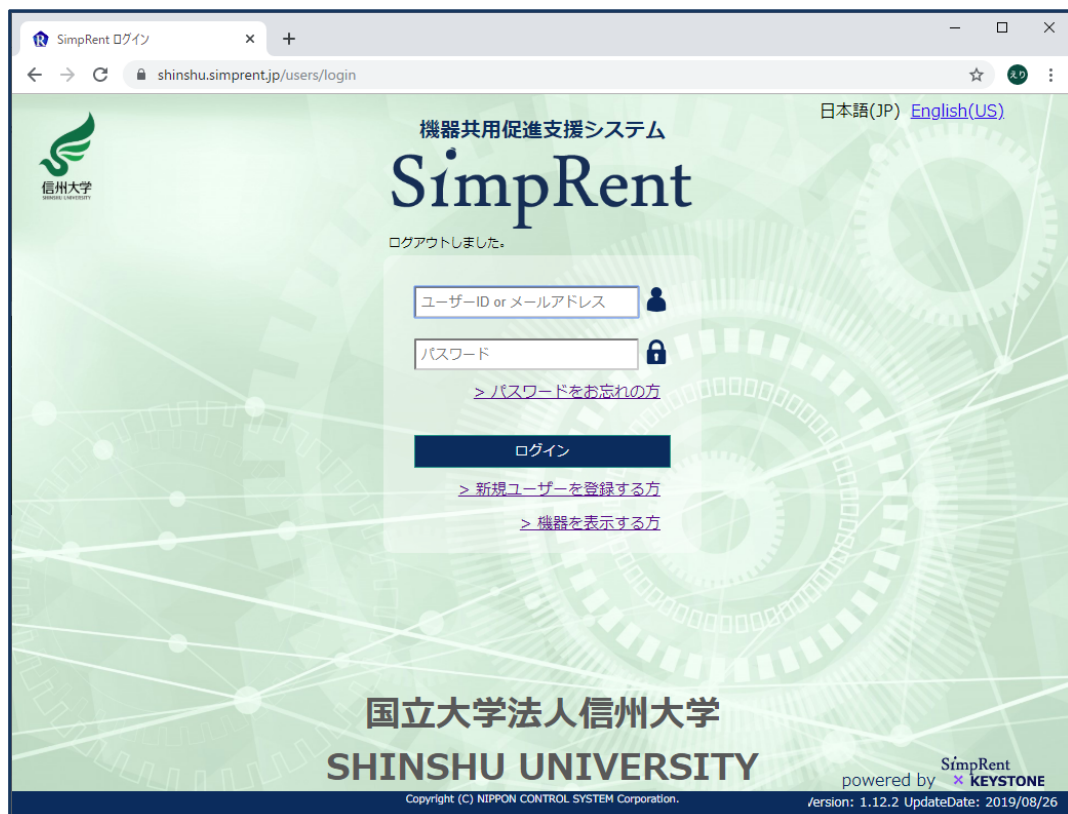 SimpRent ログイン
shinshu.simprent.jp/users/login
えり
日本語(JP) English(US)
信州大学
SHINSHU UNIVERSITY
機器共用促進支援システム
SimpRent
ログアウトしました。
ユーザーID or メールアドレス
パスワード
> パスワードをお忘れの方
ログイン
> 新規ユーザーを登録する方
> 機器を表示する方
国立大学法人信州大学
SHINSHU UNIVERSITY
SimpRent
powered by × KEYSTONE
Copyright (C) NIPPON CONTROL SYSTEM Corporation.
Version: 1.12.2 UpdateDate: 2019/08/26